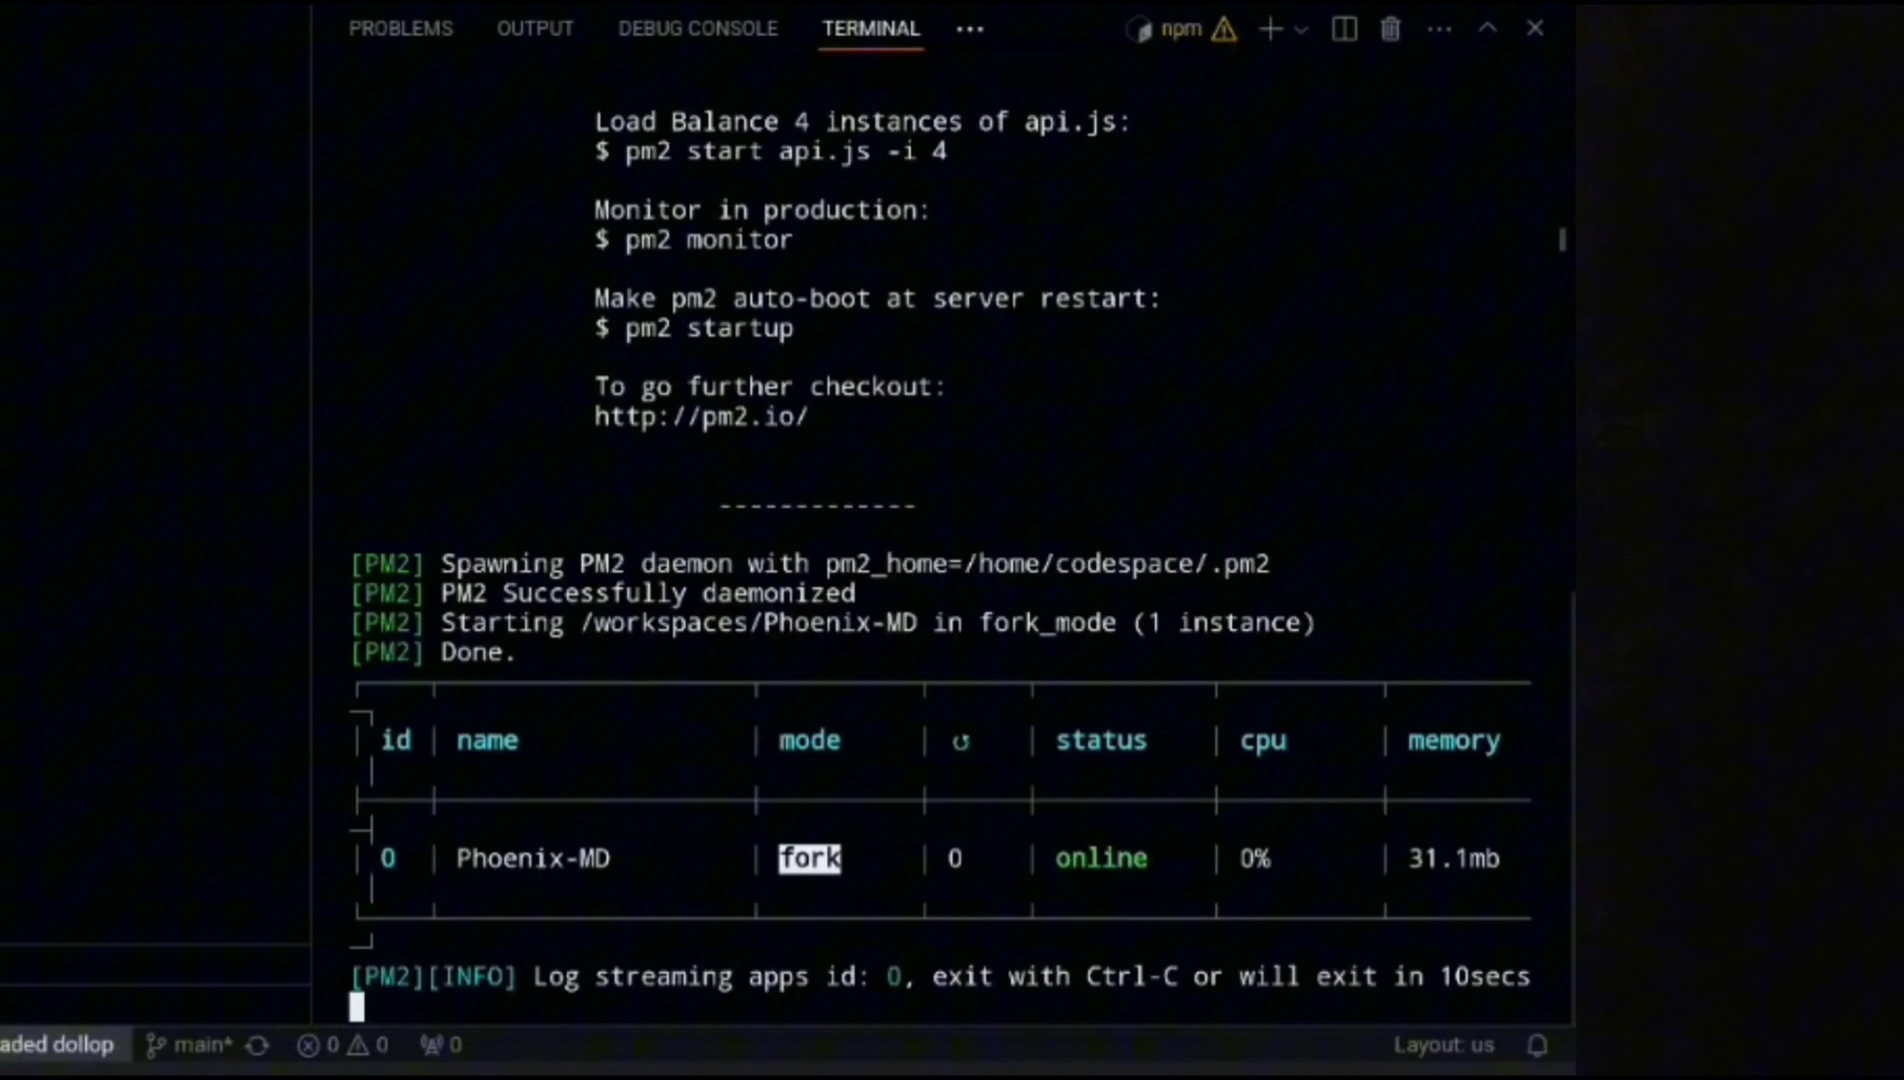 PROBLEMS OUTPUT DEBUG CONSOLE TERMINAL ··· npm
Load Balance 4 instances of api.js:
$ pm2 start api.js -i 4
Monitor in production:
$ pm2 monitor
Make pm2 auto-boot at server restart:
$ pm2 startup
To go further checkout:
http://pm2.io/
-------------
[PM2] Spawning PM2 daemon with pm2_home=/home/codespace/.pm2
[PM2] PM2 Successfully daemonized
[PM2] Starting /workspaces/Phoenix-MD in fork_mode (1 instance)
[PM2] Done.
id name mode ↺ status cpu memory
0 Phoenix-MD fork 0 online 0% 31.1mb
[PM2][INFO] Log streaming apps id: 0, exit with Ctrl-C or will exit in 10secs
aded dollop main* 0 0 0 Layout: us